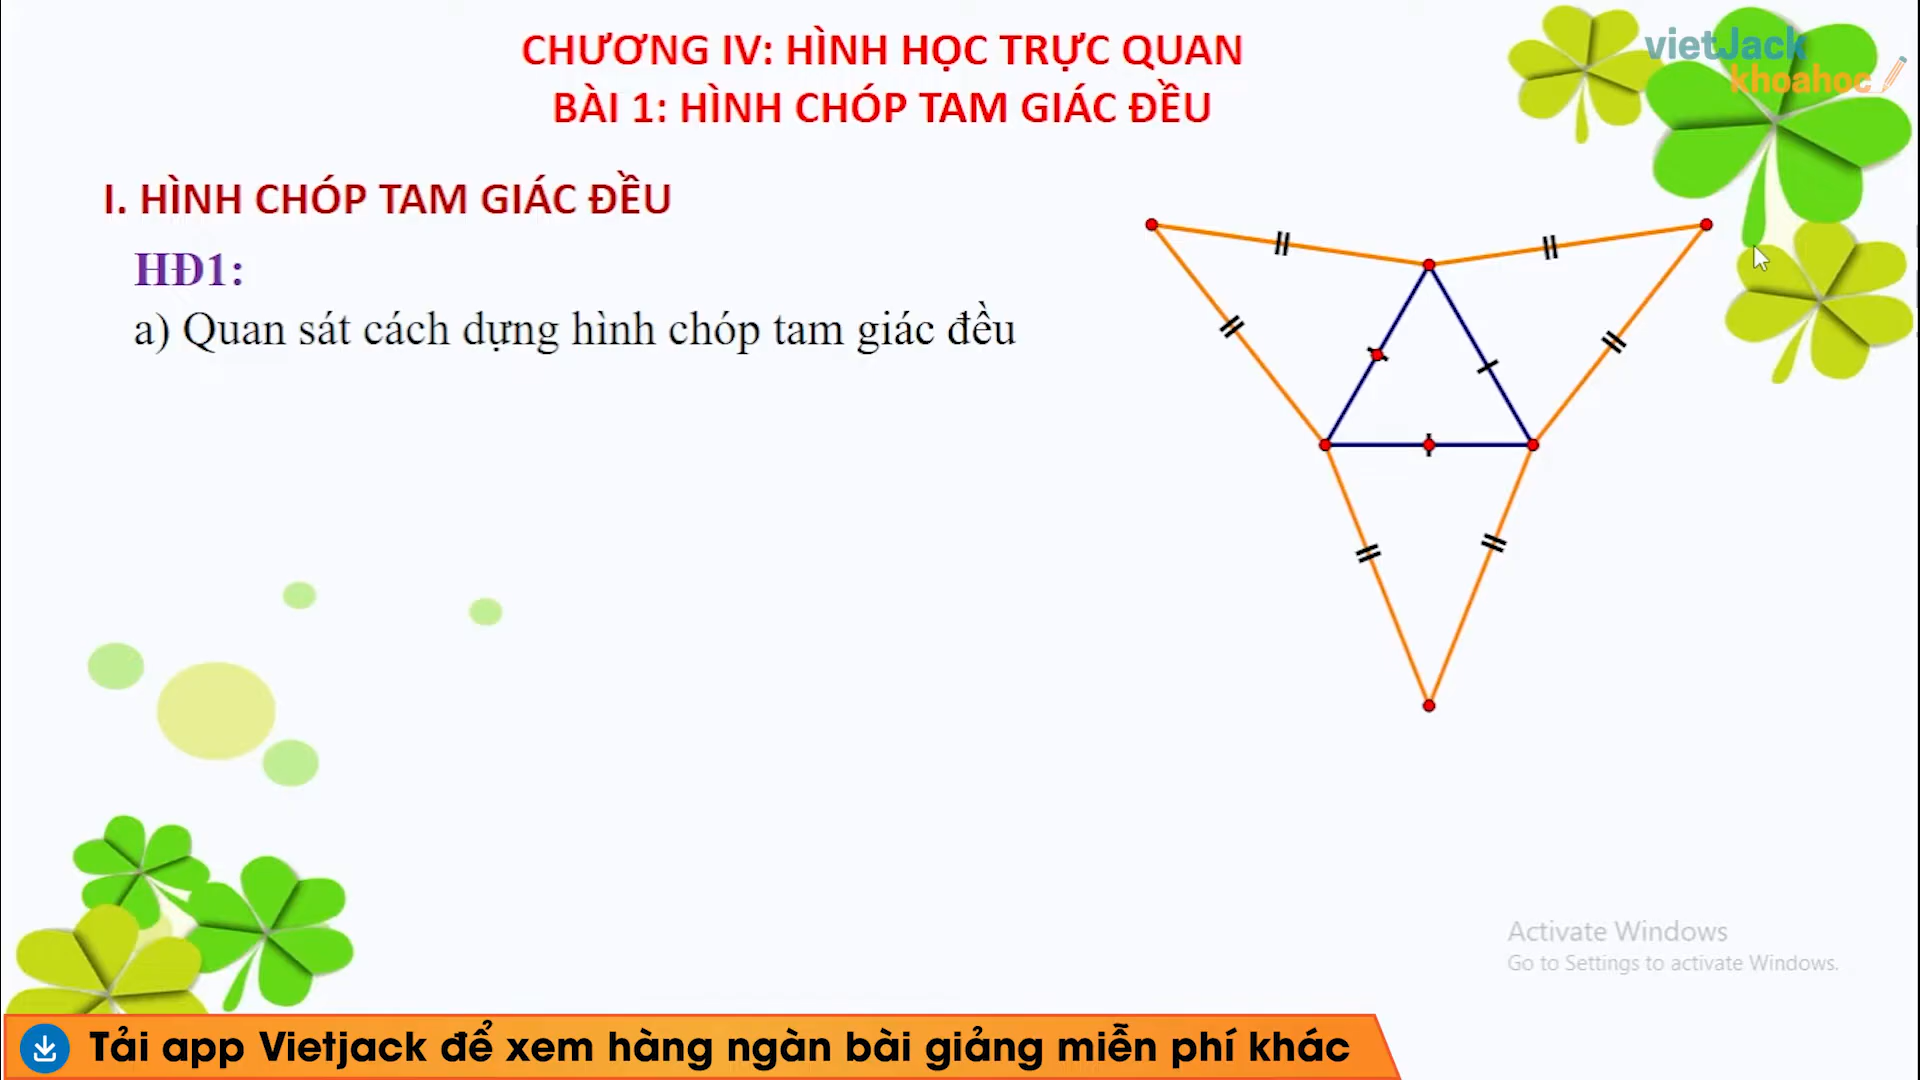 CHƯƠNG IV: HÌNH HỌC TRỰC QUAN
BÀI 1: HÌNH CHÓP TAM GIÁC ĐỀU
vietJack
khoahoc
I. HÌNH CHÓP TAM GIÁC ĐỀU
HĐ1:
a) Quan sát cách dựng hình chóp tam giác đều
Activate Windows
Go to Settings to activate Windows.
Tải app Vietjack để xem hàng ngàn bài giảng miễn phí khác